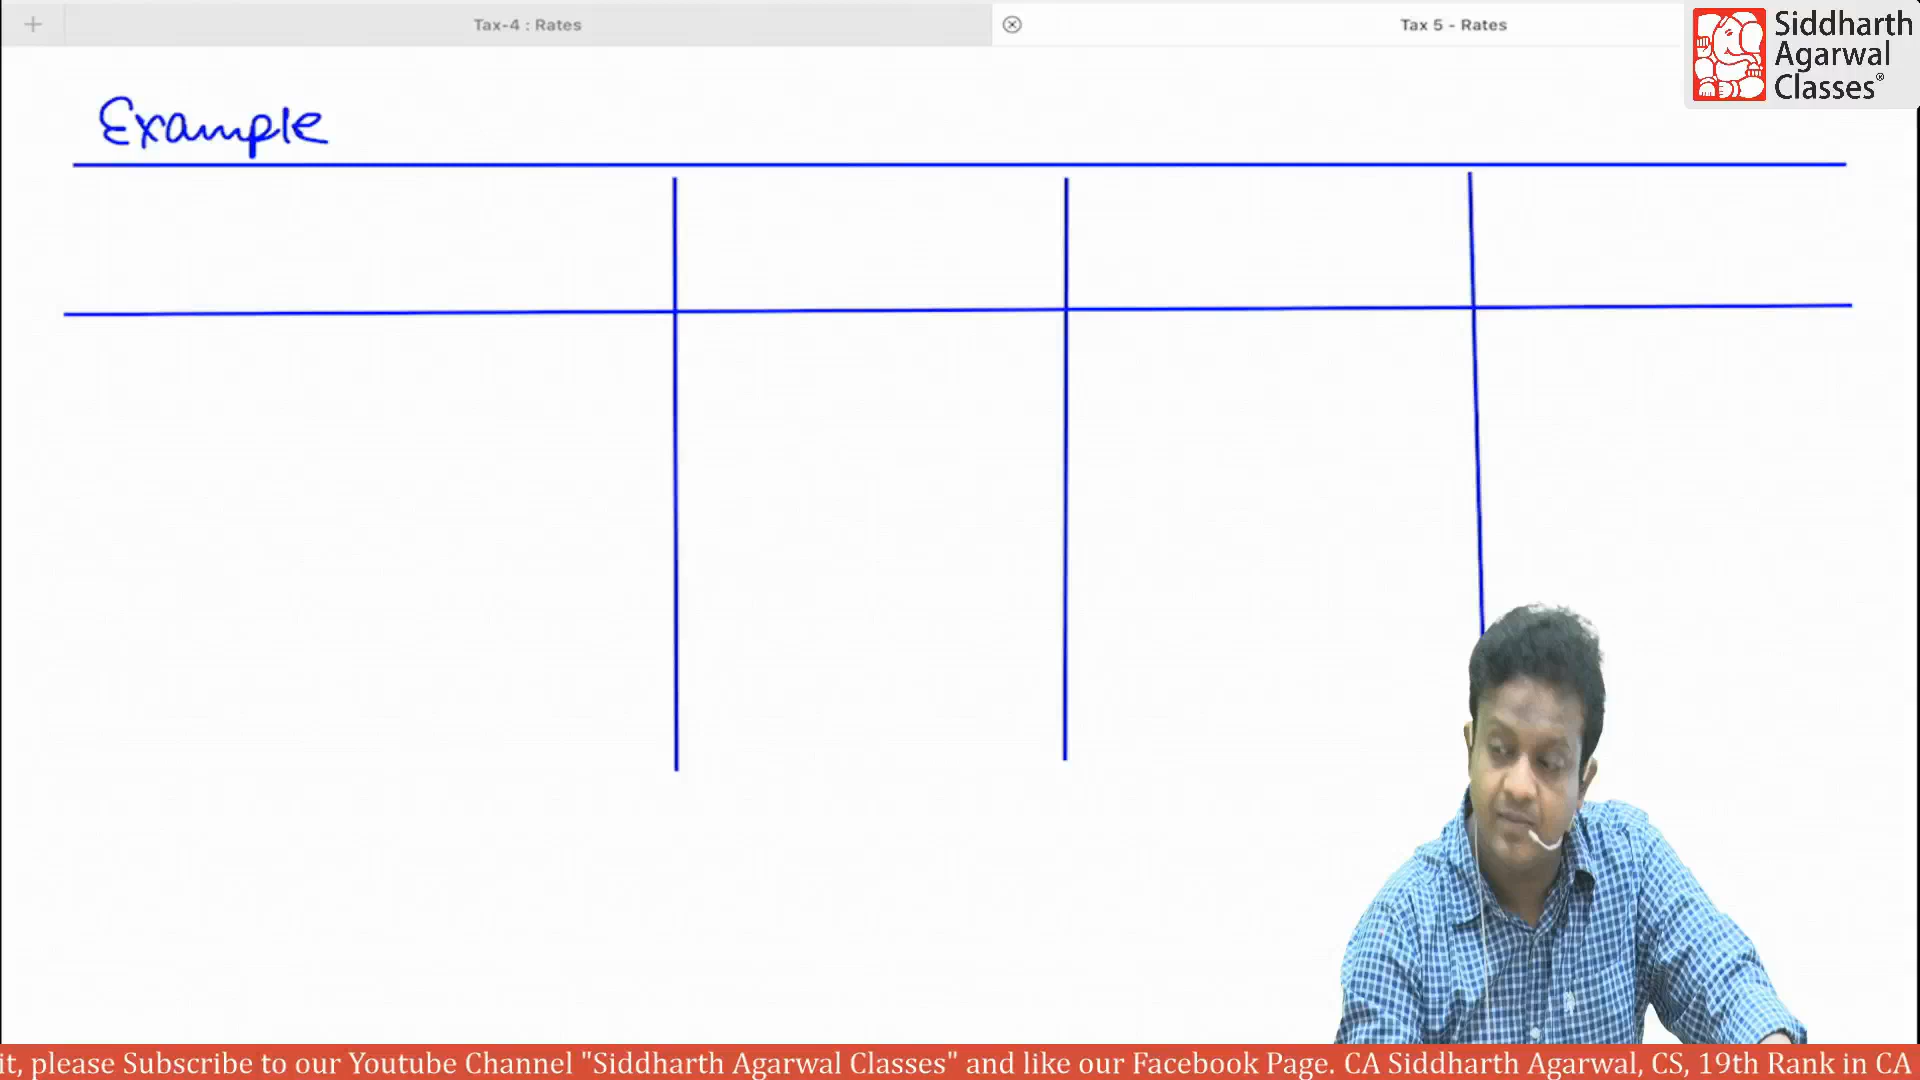 Tax-4 : Rates
Tax 5 - Rates
Siddharth
Agarwal
Classes®
Example
it, please Subscribe to our Youtube Channel "Siddharth Agarwal Classes" and like our Facebook Page. CA Siddharth Agarwal, CS, 19th Rank in CA